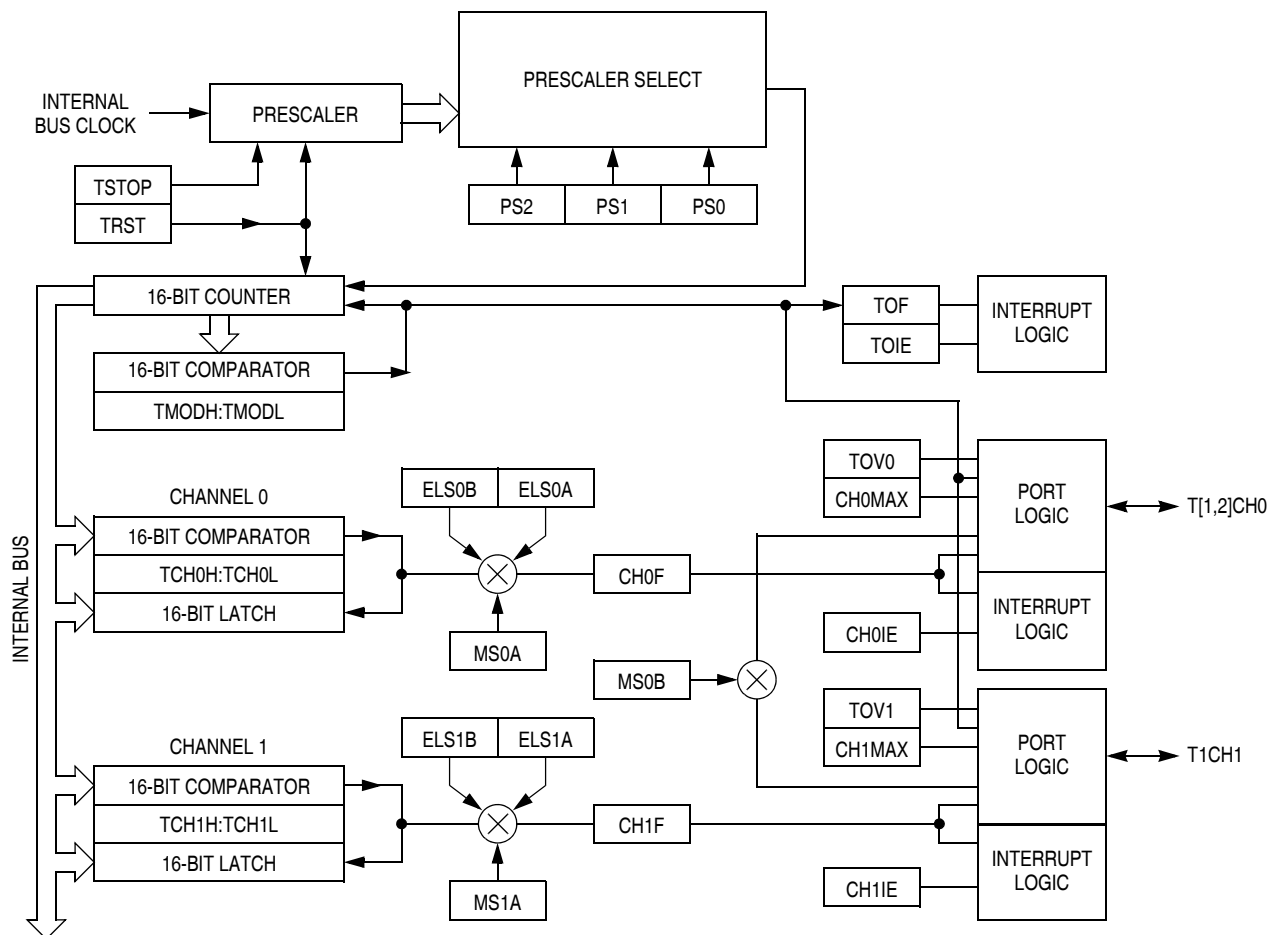 PRESCALER SELECT
INTERNAL
BUS CLOCK
PRESCALER
TSTOP
TRST
PS2
PS1
PS0
16-BIT COUNTER
16-BIT COMPARATOR
TMODH:TMODL
TOF
TOIE
INTERRUPT
LOGIC
INTERNAL BUS
CHANNEL 0
16-BIT COMPARATOR
TCH0H:TCH0L
16-BIT LATCH
ELS0B
ELS0A
MS0A
CH0F
TOV0
CH0MAX
PORT
LOGIC
T[1,2]CH0
CH0IE
INTERRUPT
LOGIC
MS0B
CHANNEL 1
16-BIT COMPARATOR
TCH1H:TCH1L
16-BIT LATCH
ELS1B
ELS1A
MS1A
CH1F
TOV1
CH1MAX
PORT
LOGIC
T1CH1
CH1IE
INTERRUPT
LOGIC